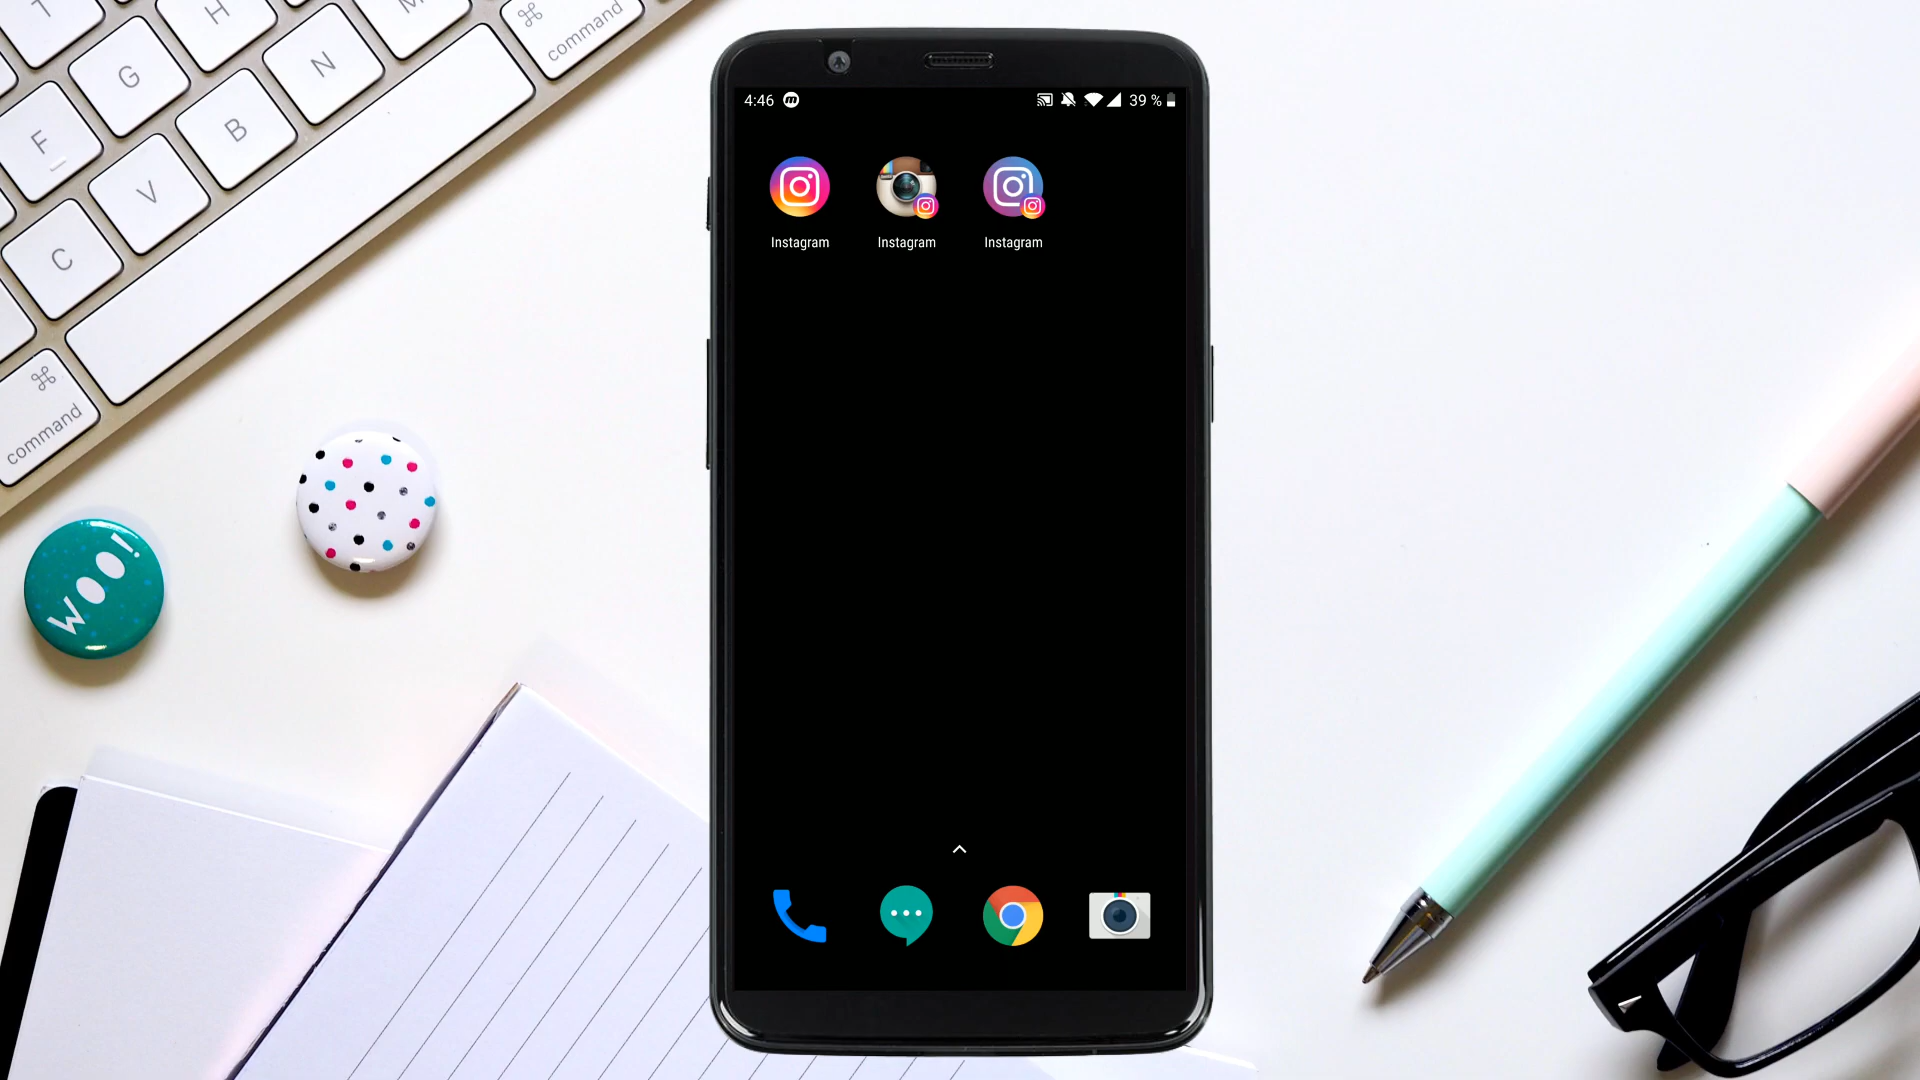 T
H
M
⌘
command
G
N
F
B
V
C
⌘
command
4:46
39 %
Instagram
Instagram
Instagram
WOO!